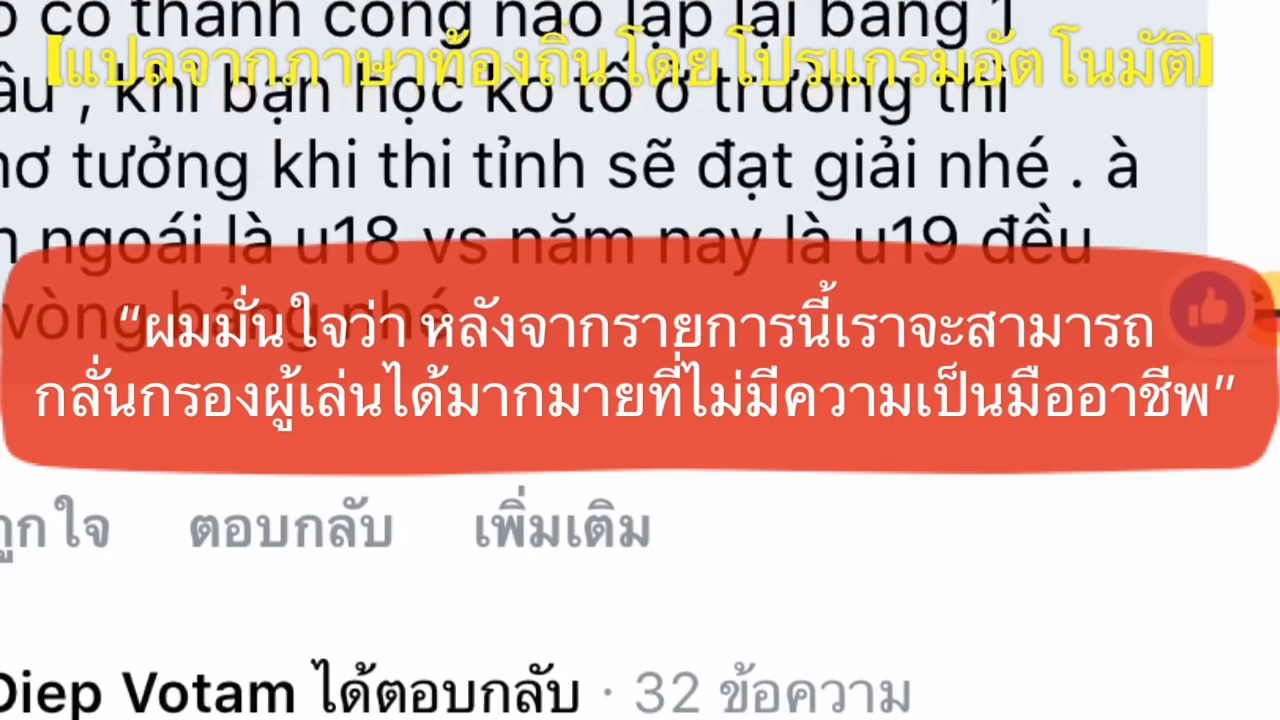 có thành công nào lặp lại bằng 1
【แปลจากภาษาท้องถิ่นโดยโปรแกรมอัตโนมัติ】
, khi bạn học ko tố ở trường thì
tưởng khi thi tỉnh sẽ đạt giải nhé . à
ngoái là u18 vs năm nay là u19 đều
vòng bảng nhé
“ผมมั่นใจว่า หลังจากรายการนี้เราจะสามารถ
กลั่นกรองผู้เล่นได้มากมายที่ไม่มีความเป็นมืออาชีพ”
ถูกใจ ตอบกลับ เพิ่มเติม
Diep Votam ได้ตอบกลับ · 32 ข้อความ